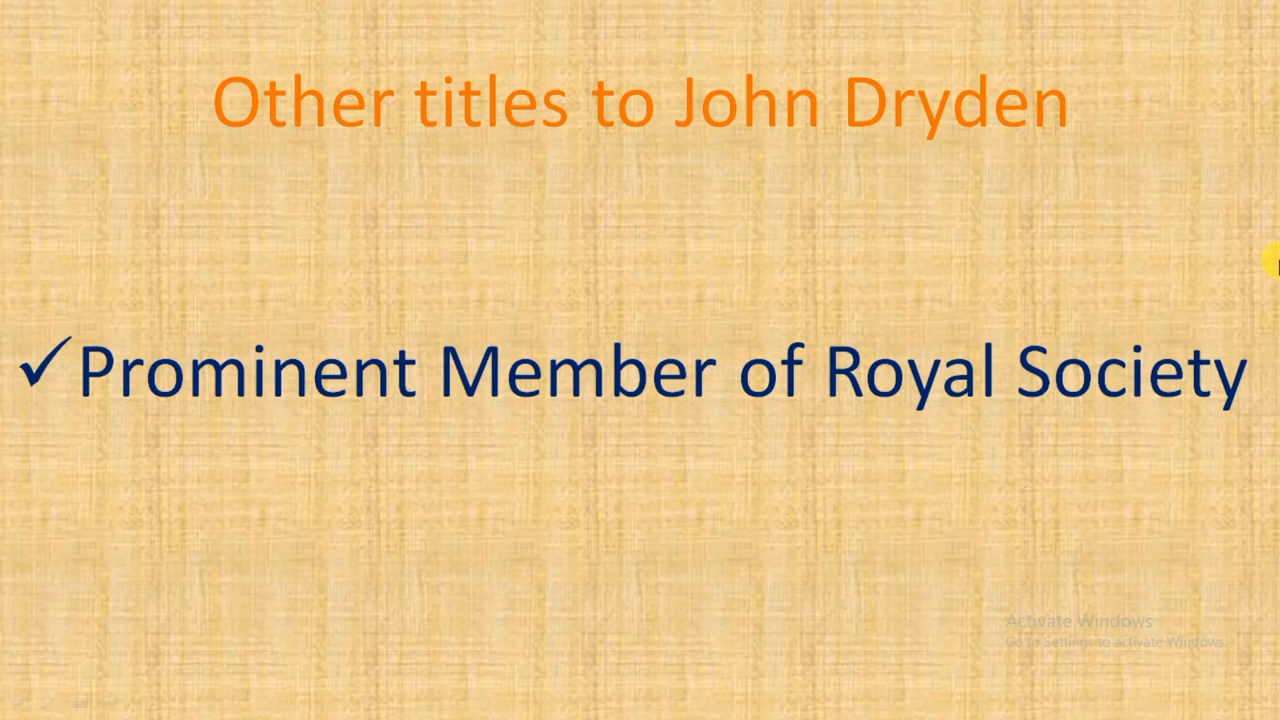 Other titles to John Dryden
✓Prominent Member of Royal Society
Activate Windows
Go to Settings to activate Windows.